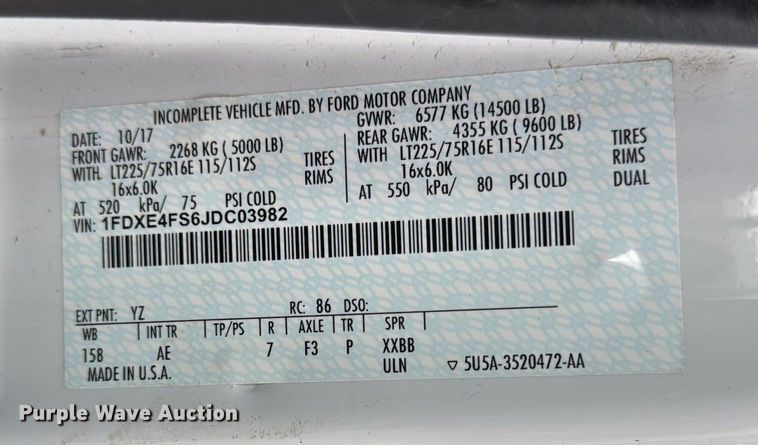 INCOMPLETE VEHICLE MFD. BY FORD MOTOR COMPANY
DATE: 10/17
GVWR: 6577 KG (14500 LB)
FRONT GAWR: 2268 KG ( 5000 LB)
REAR GAWR: 4355 KG ( 9600 LB)
WITH LT225/75R16E 115/112S TIRES
WITH LT225/75R16E 115/112S TIRES
16x6.0K RIMS
16x6.0K RIMS
AT 520 kPa/ 75 PSI COLD
AT 550 kPa/ 80 PSI COLD DUAL
VIN: 1FDXE4FS6JDC03982
EXT PNT: YZ RC: 86 DSO:
WB INT TR TP/PS R AXLE TR SPR
158 AE 7 F3 P XXBB
MADE IN U.S.A. ULN ▽ 5U5A-3520472-AA
Purple Wave Auction